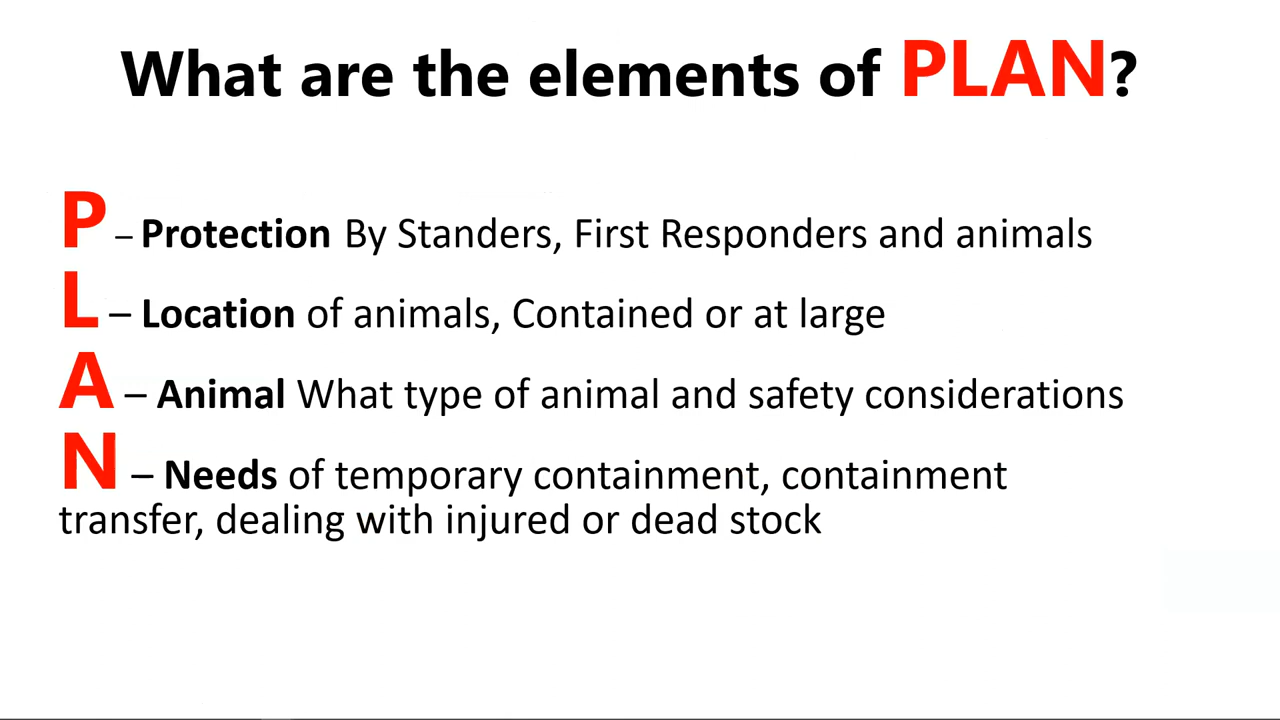 What are the elements of PLAN?
P – Protection By Standers, First Responders and animals
L – Location of animals, Contained or at large
A – Animal What type of animal and safety considerations
N – Needs of temporary containment, containment
transfer, dealing with injured or dead stock